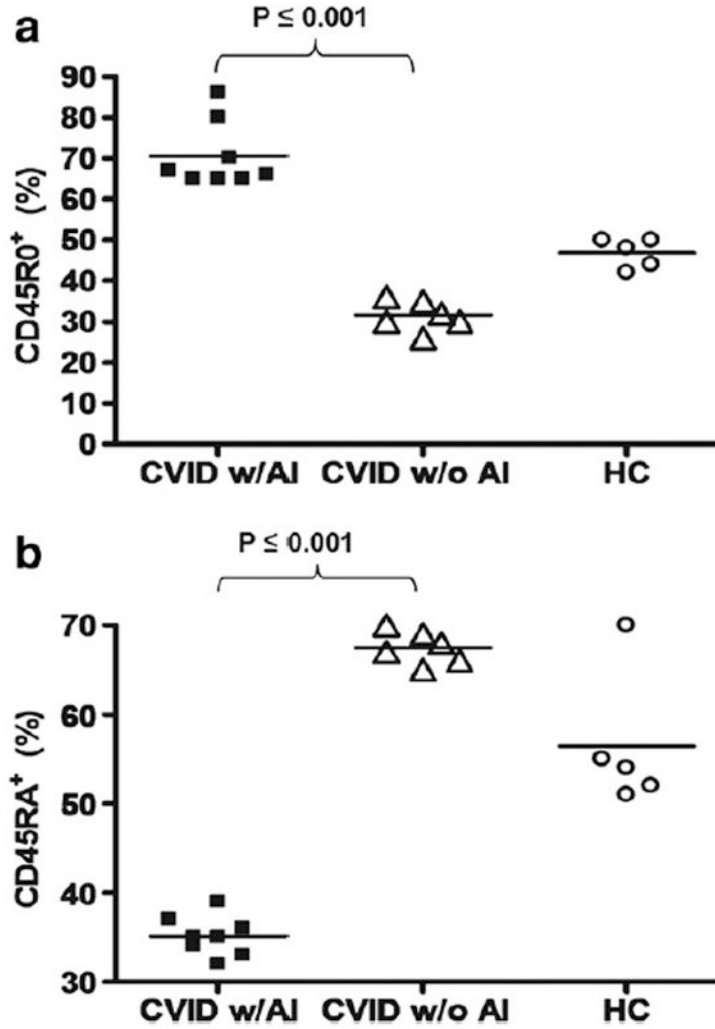 a
P ≤ 0.001
90
80
70
60
50
40
30
20
10
0
CD45R0+ (%)
CVID w/AI CVID w/o AI HC
b
P ≤ 0.001
70
60
50
40
30
CD45RA+ (%)
CVID w/AI CVID w/o AI HC